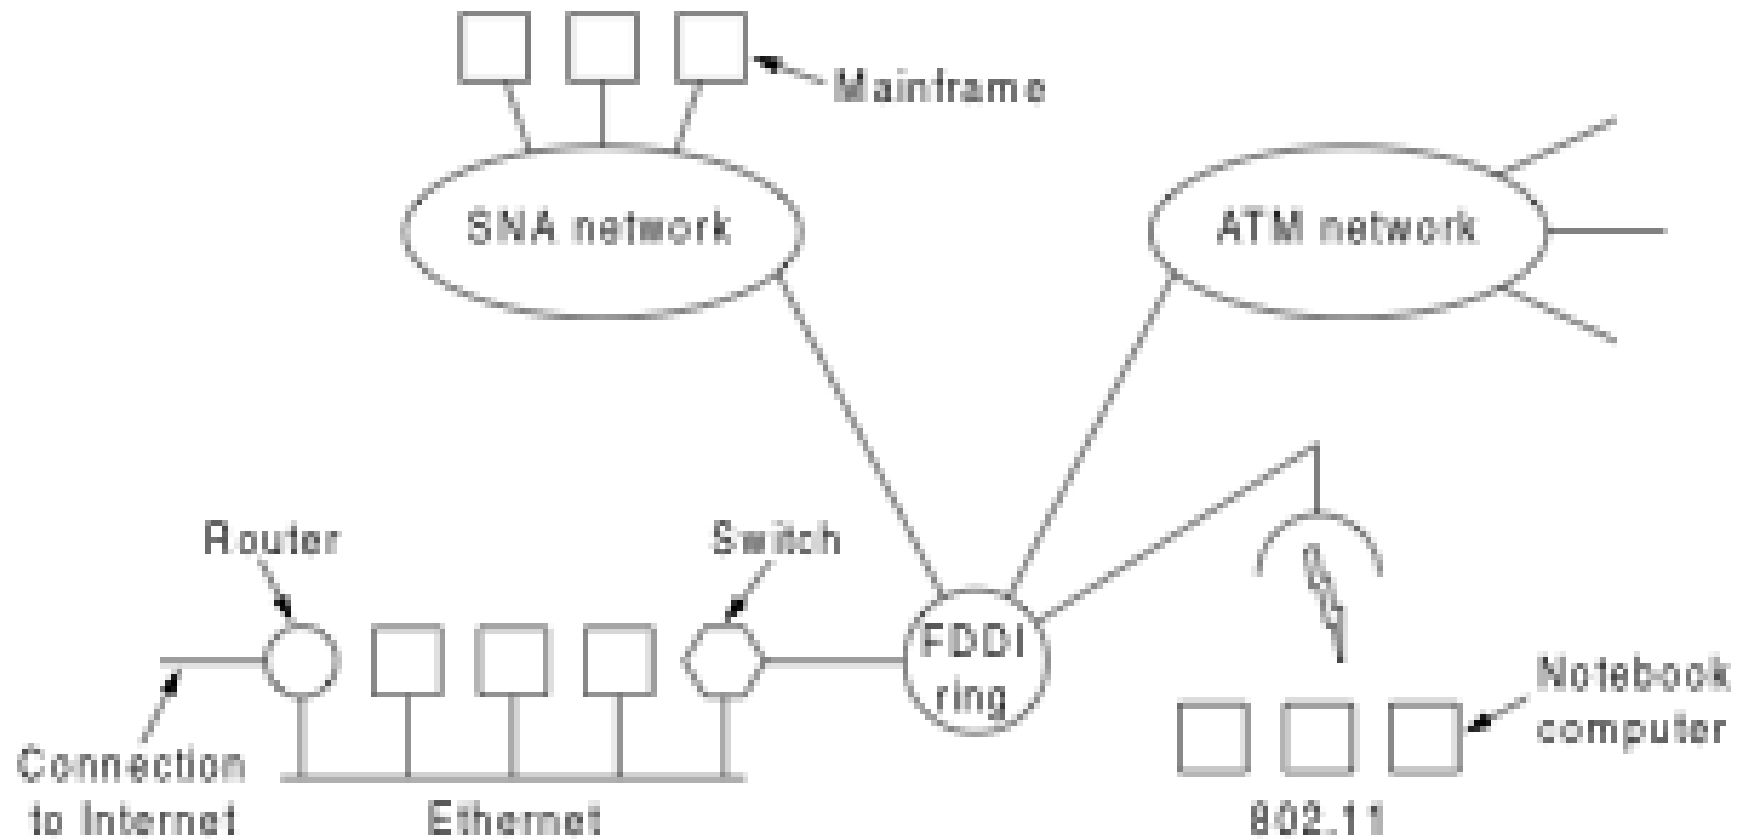 Mainframe
SNA network
ATM network
Router
Switch
FDDI
ring
Notebook
computer
Connection
to Internet
Ethernet
802.11